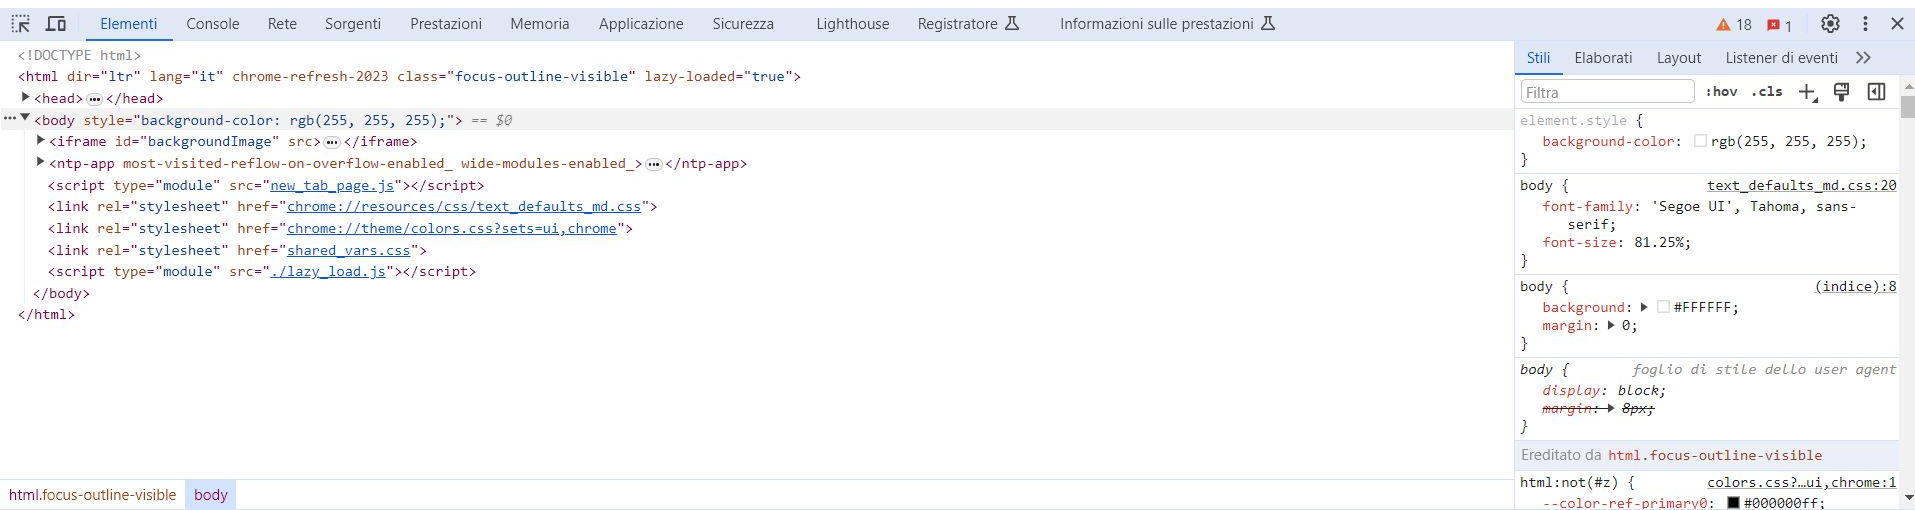 Elementi Console Rete Sorgenti Prestazioni Memoria Applicazione Sicurezza Lighthouse Registratore Informazioni sulle prestazioni 18 1
<!DOCTYPE html>
<html dir="ltr" lang="it" chrome-refresh-2023 class="focus-outline-visible" lazy-loaded="true">
<head> ··· </head>
··· <body style="background-color: rgb(255, 255, 255);"> == $0
<iframe id="backgroundImage" src> ··· </iframe>
<ntp-app most-visited-reflow-on-overflow-enabled_ wide-modules-enabled_> ··· </ntp-app>
<script type="module" src="new_tab_page.js"></script>
<link rel="stylesheet" href="chrome://resources/css/text_defaults_md.css">
<link rel="stylesheet" href="chrome://theme/colors.css?sets=ui,chrome">
<link rel="stylesheet" href="shared_vars.css">
<script type="module" src="./lazy_load.js"></script>
</body>
</html>
html.focus-outline-visible body
Stili Elaborati Layout Listener di eventi
Filtra :hov .cls
element.style {
background-color: rgb(255, 255, 255);
}
body { text_defaults_md.css:20
font-family: 'Segoe UI', Tahoma, sans-
serif;
font-size: 81.25%;
}
body { (indice):8
background: #FFFFFF;
margin: 0;
}
body { foglio di stile dello user agent
display: block;
margin: 8px;
}
Ereditato da html.focus-outline-visible
html:not(#z) { colors.css?…ui,chrome:1
--color-ref-primary0: #000000ff;